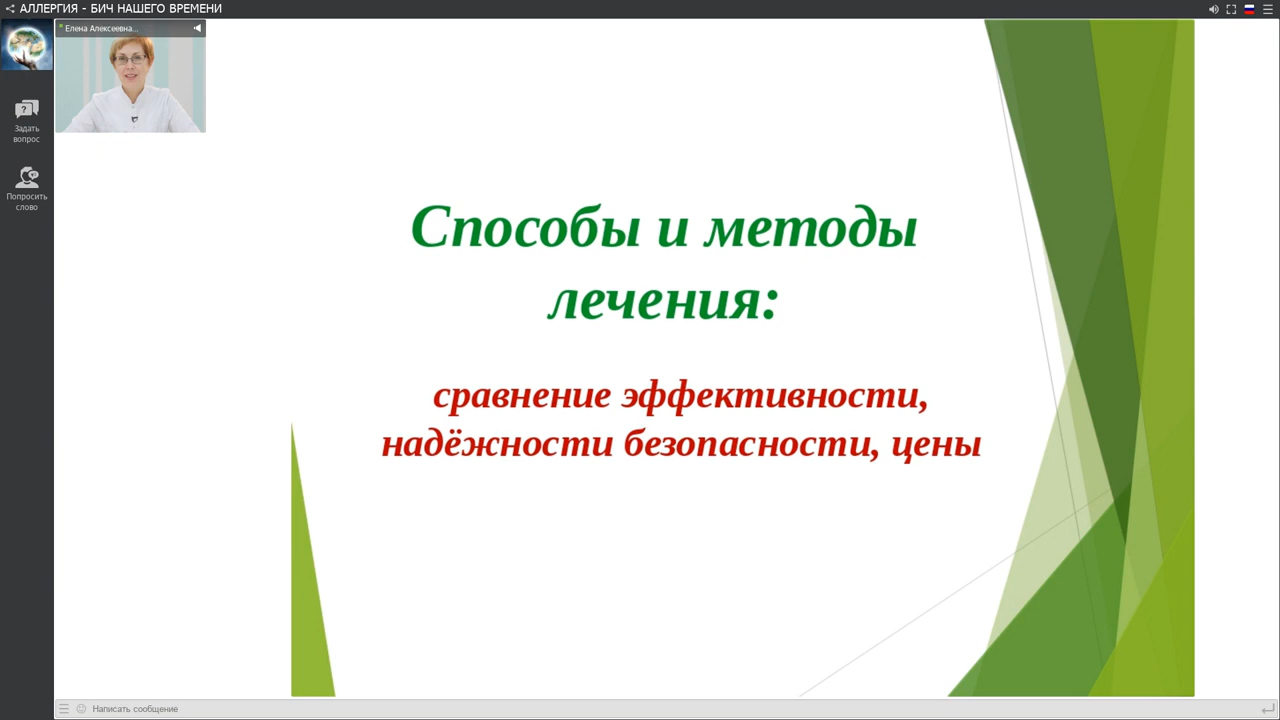 АЛЛЕРГИЯ - БИЧ НАШЕГО ВРЕМЕНИ
Елена Алексеевна...
Задать
вопрос
Попросить
слово
Способы и методы
лечения:
сравнение эффективности,
надёжности безопасности, цены
Написать сообщение